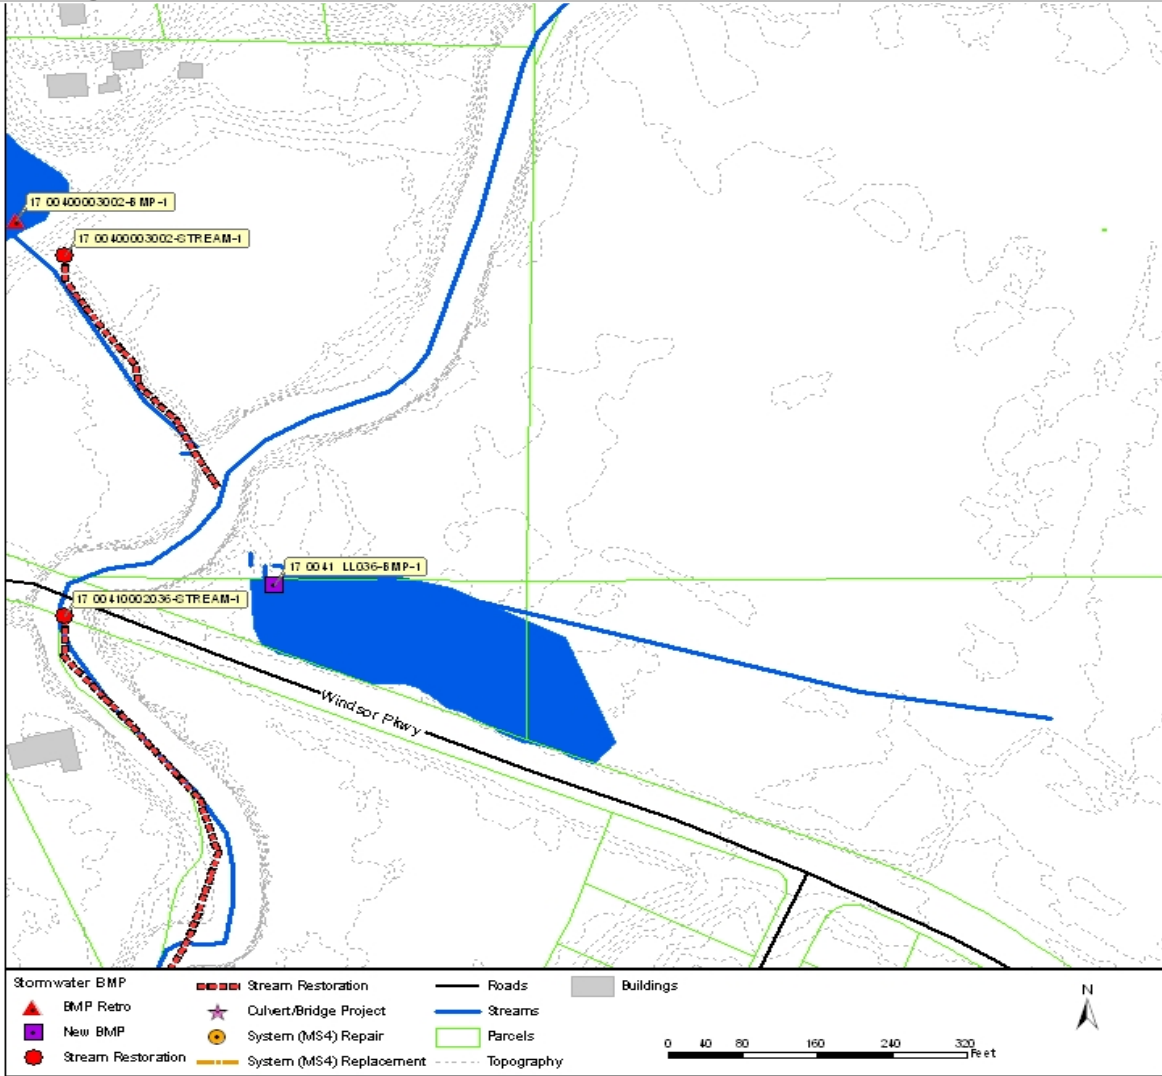 17 00400003002-BMP-1
17 00400003002-STREAM-1
17 0041 LL036-BMP-1
17 00410002036-STREAM-1
Windsor Pkwy
Stormwater BMP
BMP Retro
New BMP
Stream Restoration
Stream Restoration
Culvert/Bridge Project
System (MS4) Repair
System (MS4) Replacement
Roads
Streams
Parcels
Topography
Buildings
N
0 40 80 160 240 320
Feet